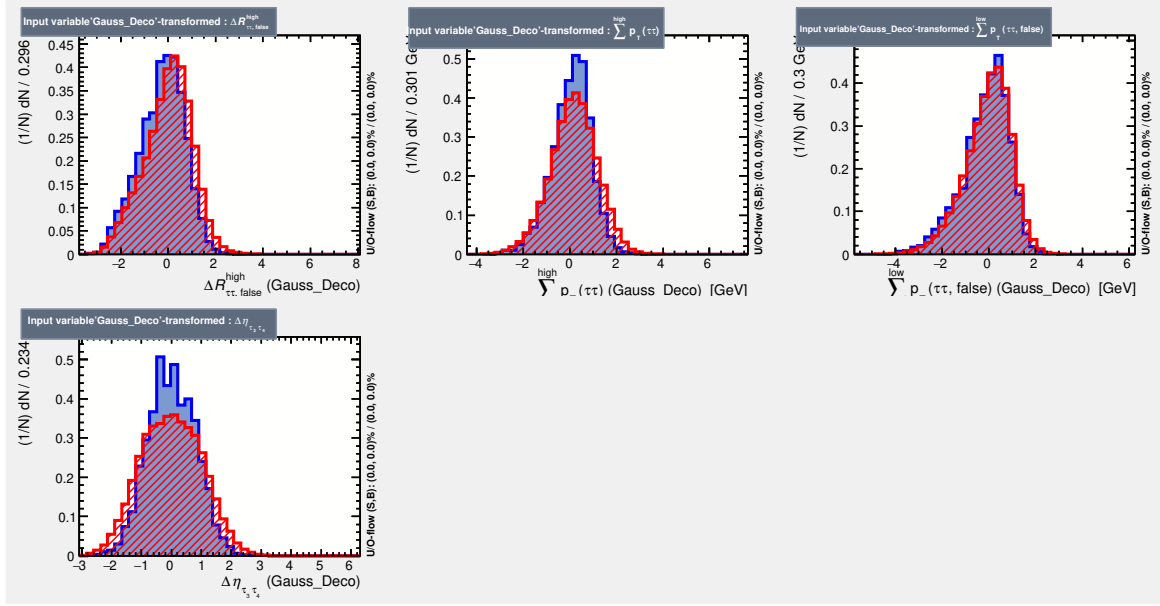 Input variable'Gauss_Deco'-transformed : ΔR^high_ττ, false
(1/N) dN / 0.296
0.45
0.4
0.35
0.3
0.25
0.2
0.15
0.1
0.05
0
−2 0 2 4 6 8
ΔR^high_ττ, false (Gauss_Deco)
U/O-flow (S,B): (0.0, 0.0)% / (0.0, 0.0)%
Input variable'Gauss_Deco'-transformed : ∑^high p_T (ττ)
(1/N) dN / 0.301 Ge
0.5
0.4
0.3
0.2
0.1
0
−4 −2 0 2 4 6
∑^high p_ (ττ) (Gauss_Deco) [GeV]
U/O-flow (S,B): (0.0, 0.0)% / (0.0, 0.0)%
Input variable'Gauss_Deco'-transformed : ∑^low p_T (ττ, false)
(1/N) dN / 0.3 G
0.4
0.3
0.2
0.1
0
−4 −2 0 2 4 6
∑^low p_ (ττ, false) (Gauss_Deco) [GeV]
U/O-flow (S,B): (0.0, 0.0)% / (0.0, 0.0)%
Input variable'Gauss_Deco'-transformed : Δη_τ3 τ4
(1/N) dN / 0.234
0.5
0.4
0.3
0.2
0.1
0
−3 −2 −1 0 1 2 3 4 5 6
Δη_τ3 τ4 (Gauss_Deco)
U/O-flow (S,B): (0.0, 0.0)% / (0.0, 0.0)%